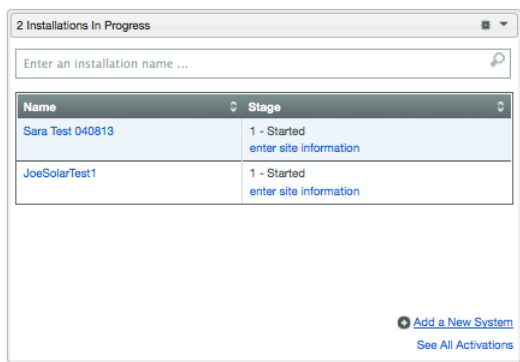 2 Installations In Progress
Enter an installation name ...
Name Stage
Sara Test 040813 1 - Started
enter site information
JoeSolarTest1 1 - Started
enter site information
Add a New System
See All Activations